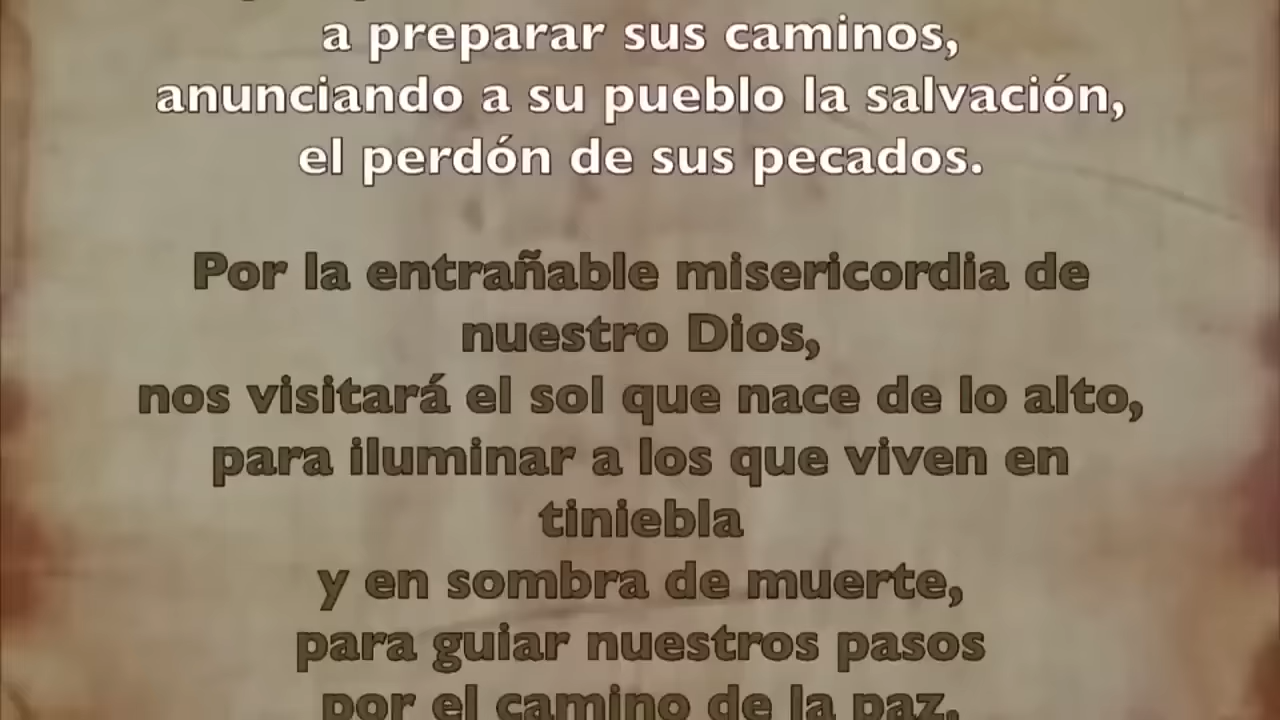 a preparar sus caminos,
anunciando a su pueblo la salvación,
el perdón de sus pecados.
Por la entrañable misericordia de
nuestro Dios,
nos visitará el sol que nace de lo alto,
para iluminar a los que viven en
tiniebla
y en sombra de muerte,
para guiar nuestros pasos
por el camino de la paz.